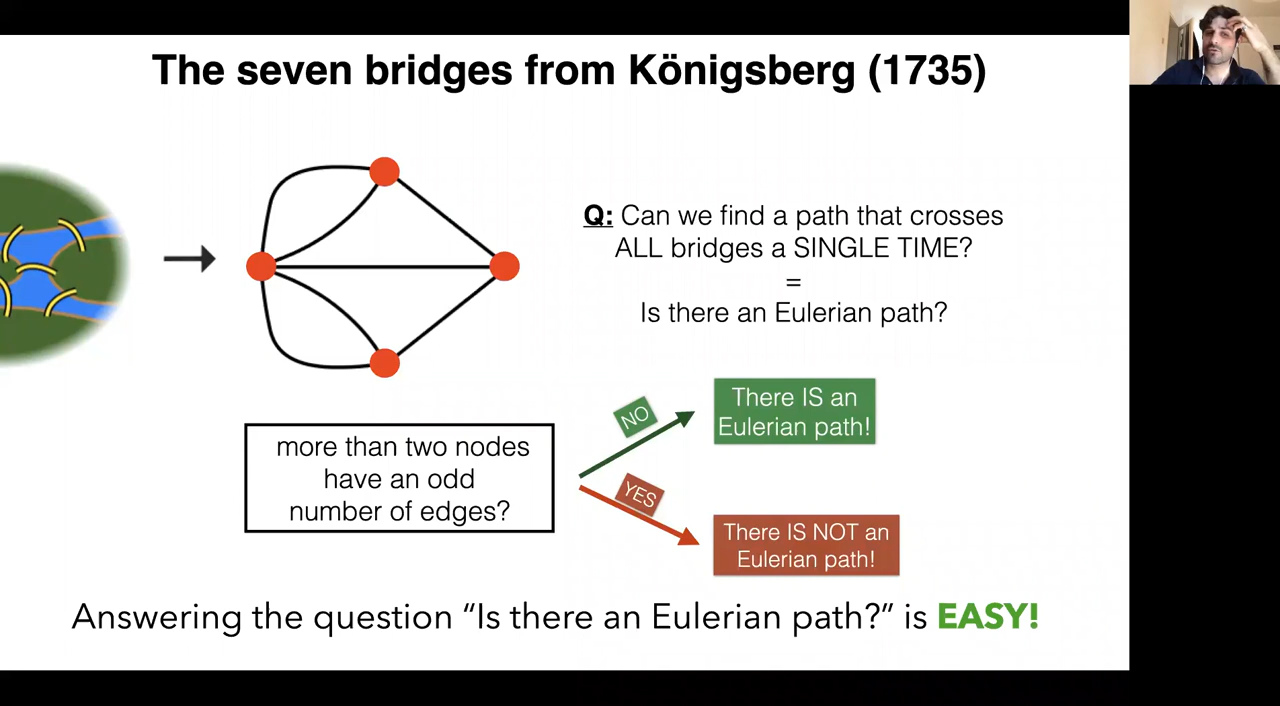 The seven bridges from Königsberg (1735)
Q: Can we find a path that crosses
ALL bridges a SINGLE TIME?
=
Is there an Eulerian path?
more than two nodes
have an odd
number of edges?
NO
There IS an
Eulerian path!
YES
There IS NOT an
Eulerian path!
Answering the question “Is there an Eulerian path?” is EASY!